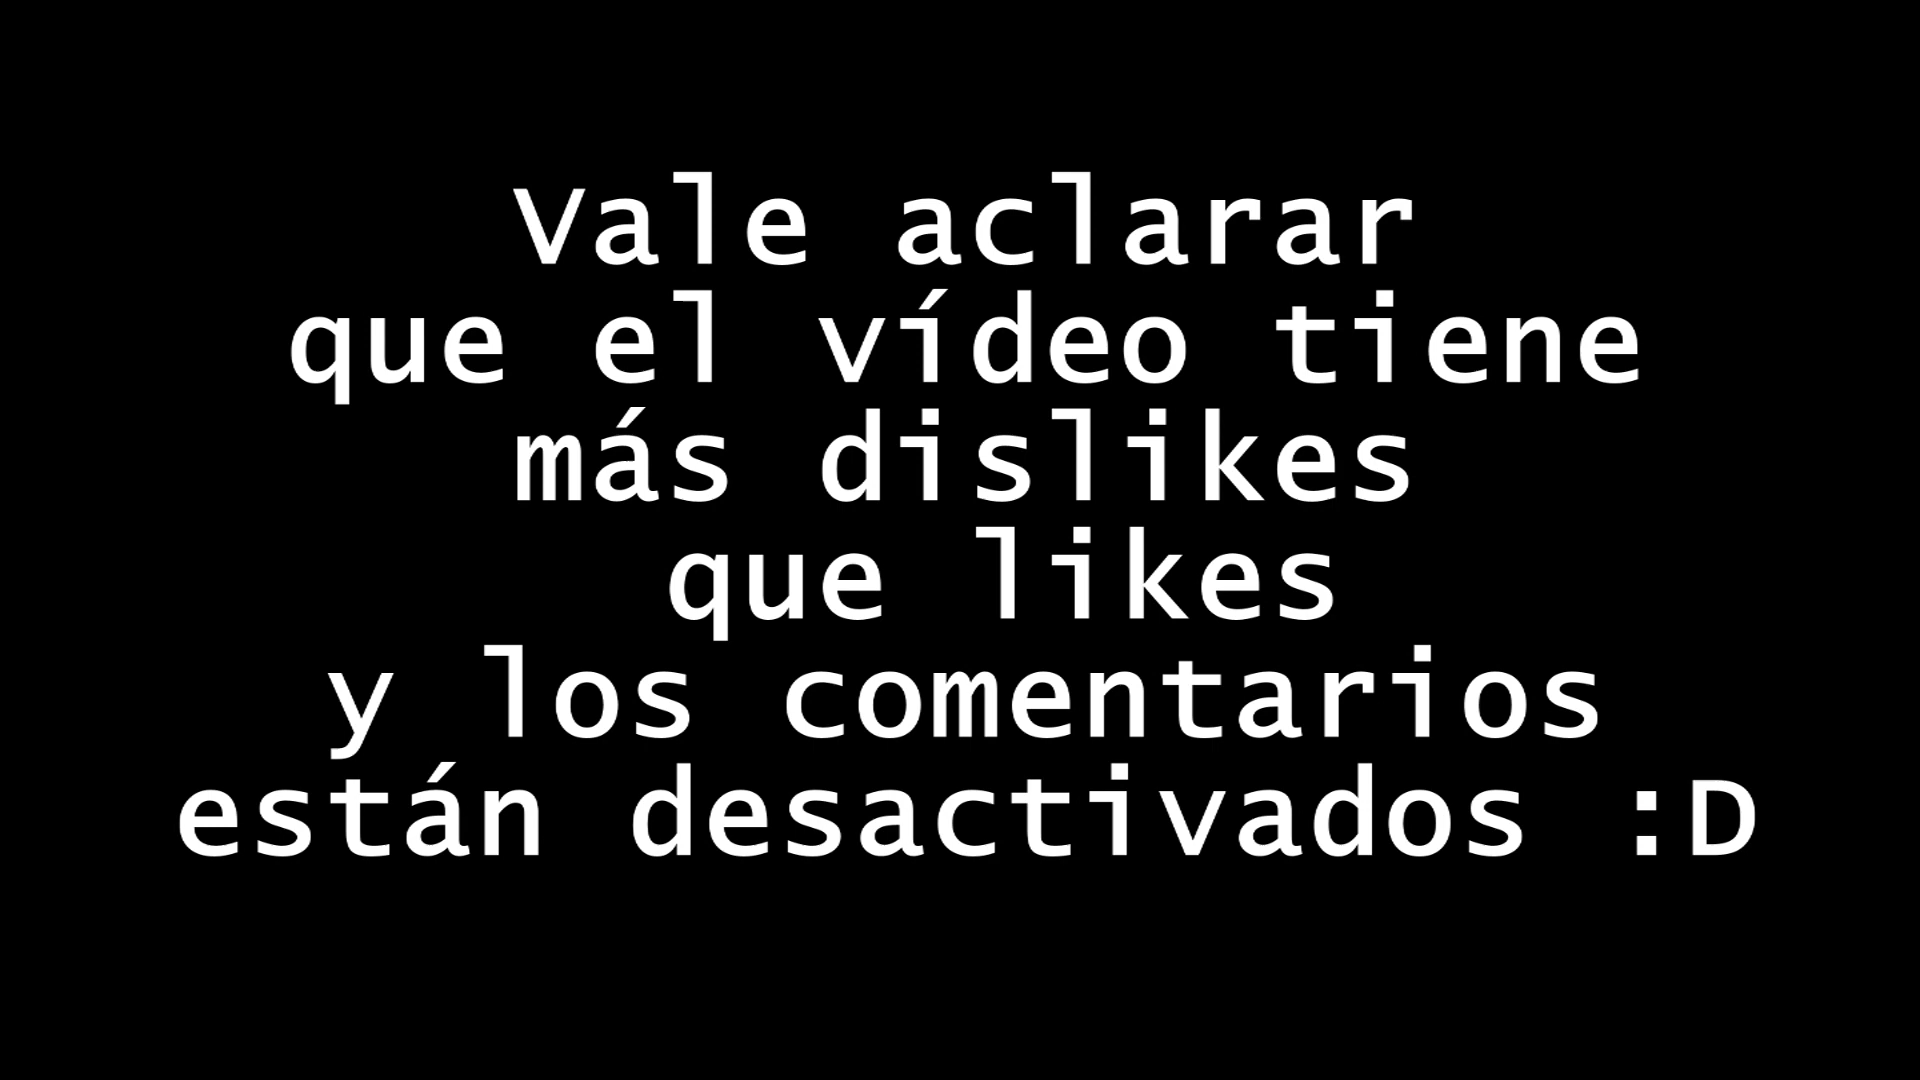 Vale aclarar
que el vídeo tiene
más dislikes
que likes
y los comentarios
están desactivados :D